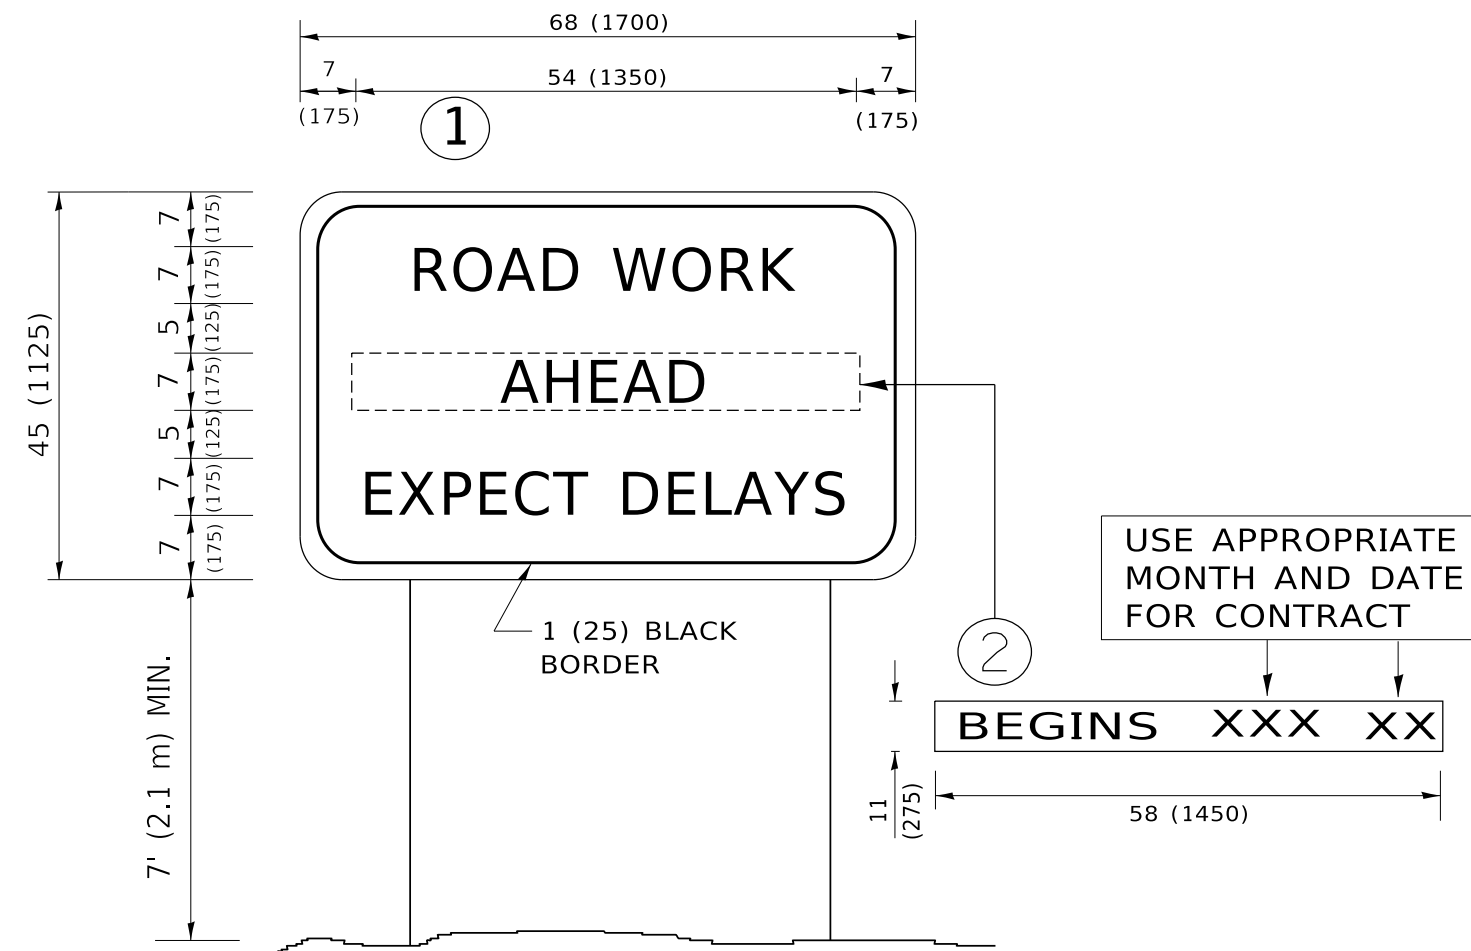 68 (1700)
7
54 (1350)
7
(175)
(175)
1
ROAD WORK
AHEAD
EXPECT DELAYS
45 (1125)
7
(175)
7
(175)
5
(125)
7
(175)
5
(125)
7
(175)
7
(175)
7' (2.1 m) MIN.
1 (25) BLACK
BORDER
USE APPROPRIATE
MONTH AND DATE
FOR CONTRACT
2
BEGINS XXX XX
11
(275)
58 (1450)